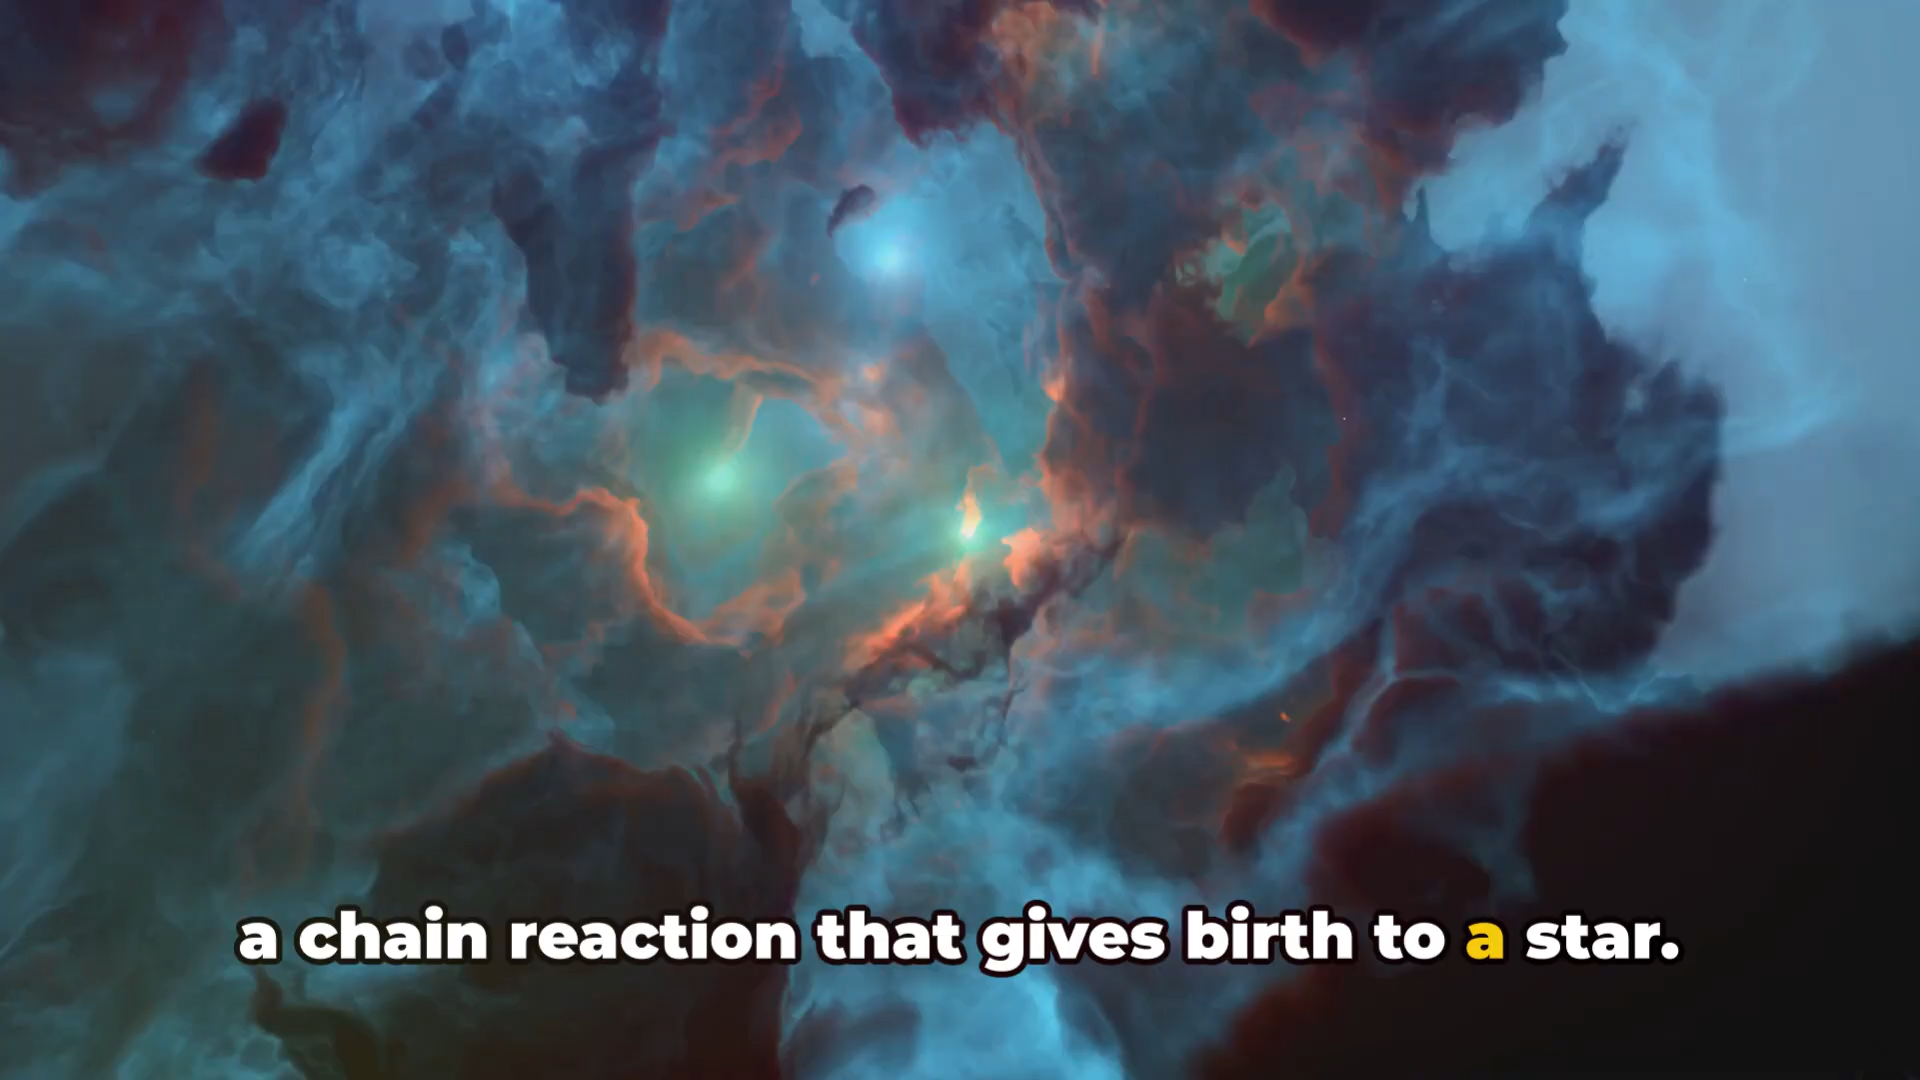 a chain reaction that gives birth to a star.